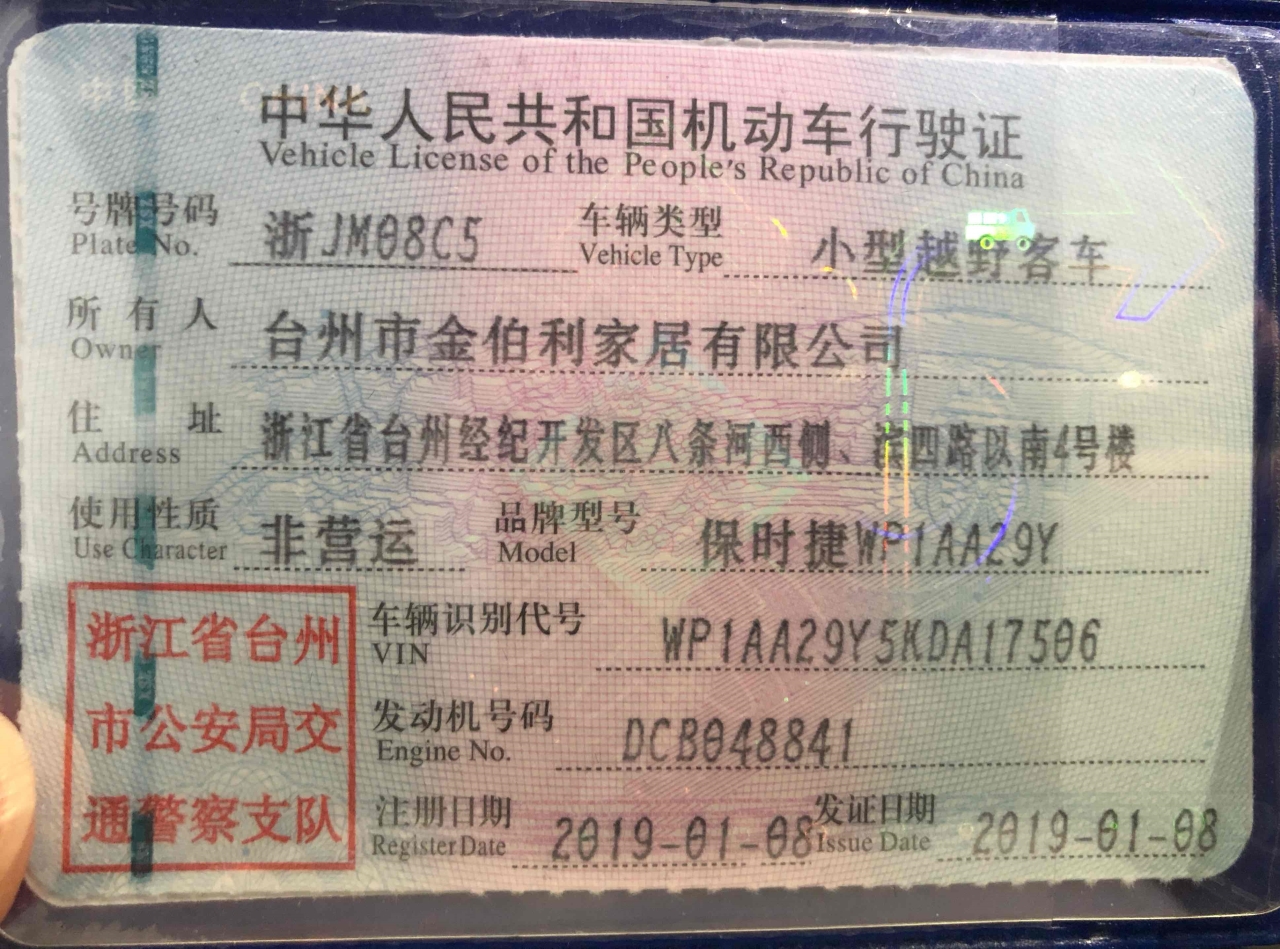 中华人民共和国机动车行驶证
Vehicle License of the People's Republic of China
号牌号码 浙JM08C5 车辆类型 小型越野客车
Plate No. Vehicle Type
所有人 台州市金伯利家居有限公司
Owner
住址 浙江省台州经纪开发区八条河西侧、 四路以南4号楼
Address
使用性质 非营运 品牌型号 保时捷WP1AA29Y
Use Character Model
浙江省台州
市公安局交
通警察支队
车辆识别代号 WP1AA29Y5KDA17506
VIN
发动机号码 DCB048841
Engine No.
注册日期 2019-01-08 发证日期 2019-01-08
Register Date Issue Date